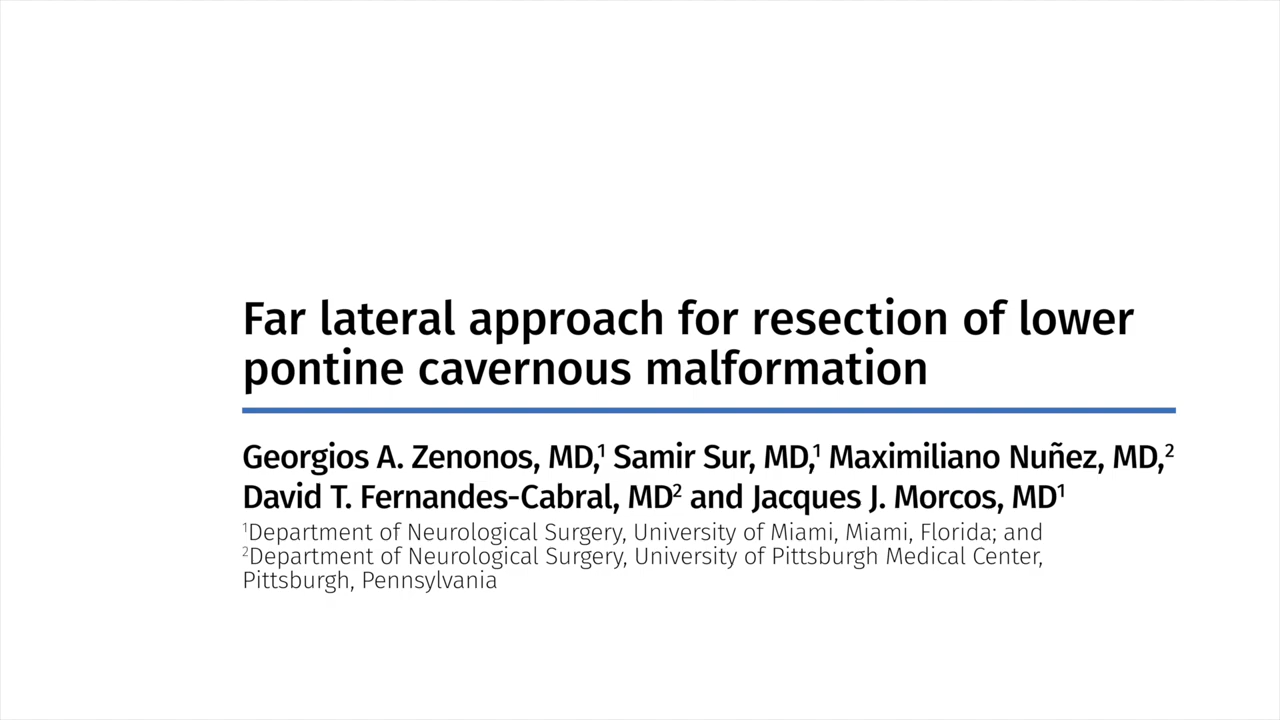 Far lateral approach for resection of lower
pontine cavernous malformation
Georgios A. Zenonos, MD,¹ Samir Sur, MD,¹ Maximiliano Nuñez, MD,²
David T. Fernandes-Cabral, MD² and Jacques J. Morcos, MD¹
¹Department of Neurological Surgery, University of Miami, Miami, Florida; and
²Department of Neurological Surgery, University of Pittsburgh Medical Center,
Pittsburgh, Pennsylvania